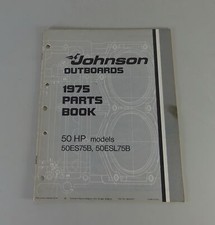 Johnson
OUTBOARDS
1975
PARTS
BOOK
50 HP models
50ES75B, 50ESL75B